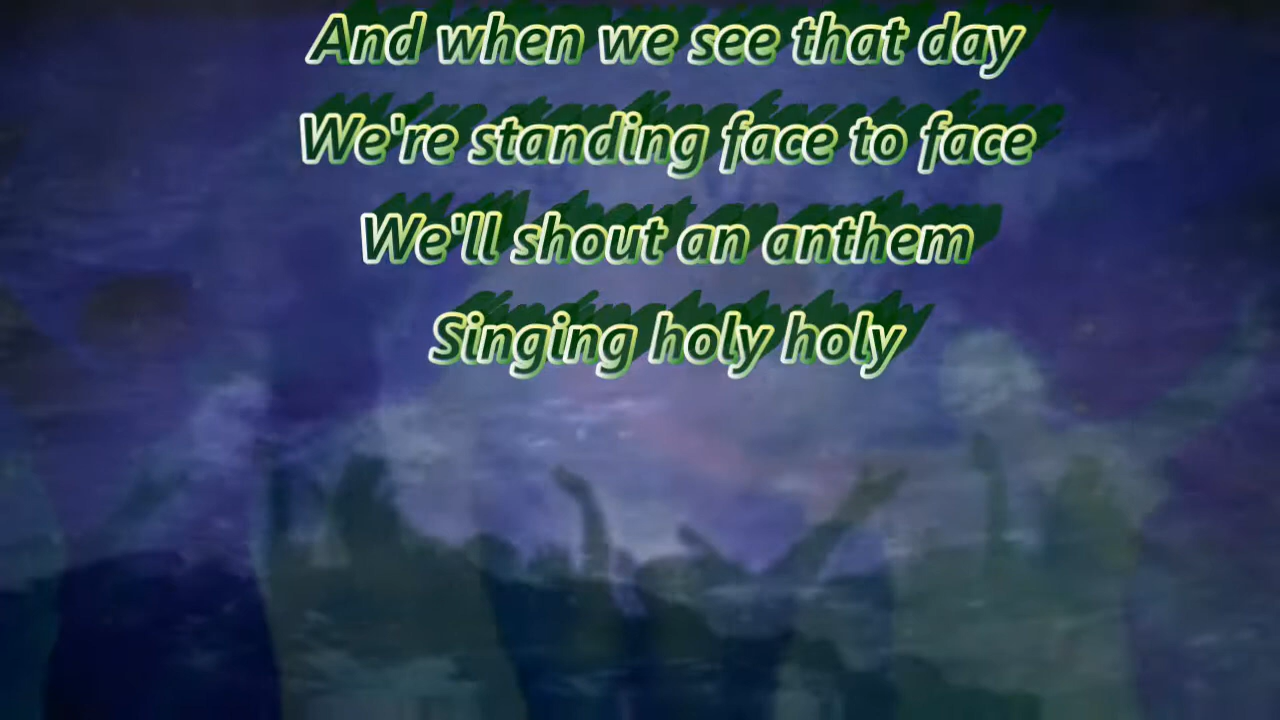 And when we see that day
We're standing face to face
We'll shout an anthem
Singing holy holy